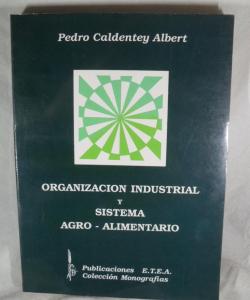 Pedro Caldentey Albert
ORGANIZACION INDUSTRIAL
Y
SISTEMA
AGRO - ALIMENTARIO
Publicaciones E.T.E.A.
Colección Monografías